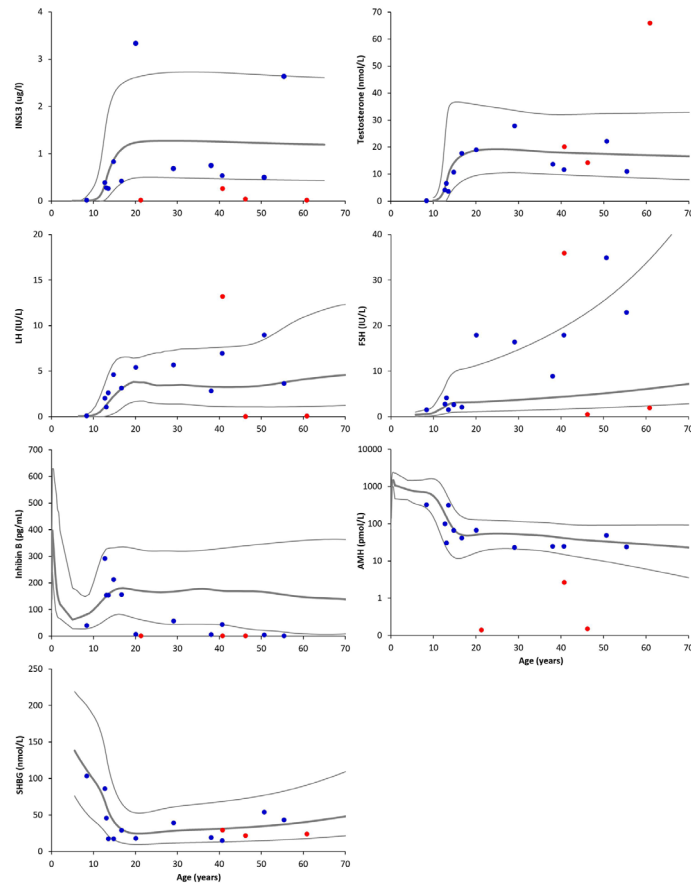 INSL3 (ug/l)
4
3
2
1
0
0 10 20 30 40 50 60 70
Testosterone (nmol/L)
70
60
50
40
30
20
10
0
0 10 20 30 40 50 60 70
LH (IU/L)
20
15
10
5
0
0 10 20 30 40 50 60 70
FSH (IU/L)
40
30
20
10
0
0 10 20 30 40 50 60 70
Inhibin B (pg/mL)
700
600
500
400
300
200
100
0
0 10 20 30 40 50 60 70
AMH (pmol/L)
10000
1000
100
10
1
0
0 10 20 30 40 50 60 70
Age (years)
SHBG (nmol/L)
250
200
150
100
50
0
0 10 20 30 40 50 60 70
Age (years)